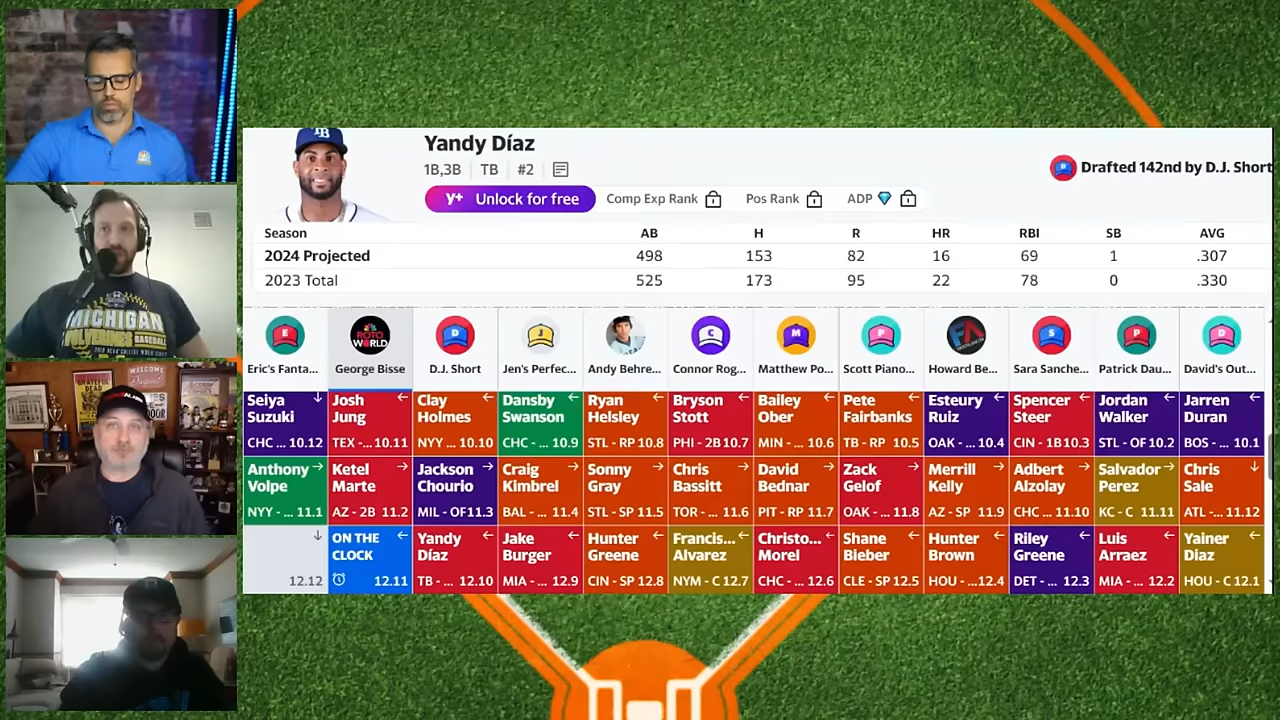 Yandy Díaz
1B,3B TB #2
Drafted 142nd by D.J. Short
y+ Unlock for free Comp Exp Rank Pos Rank ADP
Season AB H R HR RBI SB AVG
2024 Projected 498 153 82 16 69 1 .307
2023 Total 525 173 95 22 78 0 .330
Eric's Fanta... George Bisse D.J. Short Jen's Perfec... Andy Behre... Connor Rog... Matthew Po... Scott Piano... Howard Be... Sara Sanche... Patrick Dau... David's Out...
Seiya Josh Clay Dansby Ryan Bryson Bailey Pete Esteury Spencer Jordan Jarren
Suzuki Jung Holmes Swanson Helsley Stott Ober Fairbanks Ruiz Steer Walker Duran
CHC ... 10.12 TEX -... 10.11 NYY ... 10.10 CHC - ... 10.9 STL - RP 10.8 PHI - 2B 10.7 MIN - ... 10.6 TB - RP 10.5 OAK - ... 10.4 CIN - 1B 10.3 STL - OF 10.2 BOS - ... 10.1
Anthony Ketel Jackson Craig Sonny Chris David Zack Merrill Adbert Salvador Chris
Volpe Marte Chourio Kimbrel Gray Bassitt Bednar Gelof Kelly Alzolay Perez Sale
NYY - ... 11.1 AZ - 2B 11.2 MIL - OF 11.3 BAL - ... 11.4 STL - SP 11.5 TOR - ... 11.6 PIT - RP 11.7 OAK - ... 11.8 AZ - SP 11.9 CHC ... 11.10 KC - C 11.11 ATL -... 11.12
ON THE Yandy Jake Hunter Francis... Christo... Shane Hunter Riley Luis Yainer
CLOCK Díaz Burger Greene Alvarez Morel Bieber Brown Greene Arraez Diaz
12.12 12.11 TB - ... 12.10 MIA - ... 12.9 CIN - SP 12.8 NYM - C 12.7 CHC - ... 12.6 CLE - SP 12.5 HOU - ... 12.4 DET - ... 12.3 MIA - ... 12.2 HOU - C 12.1
ROTO
WORLD
MICHIGAN
WOLVERINES
BASEBALL
GRATEFUL
DEAD
WELCOME